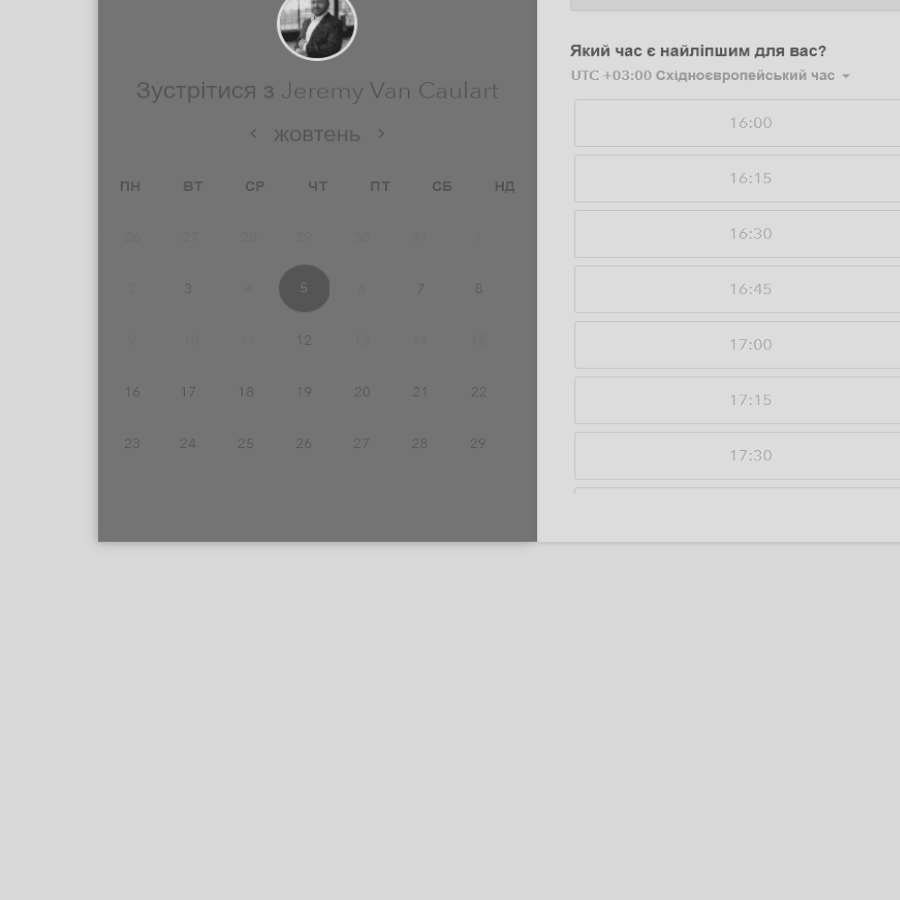 Зустрітися з Jeremy Van Caulart
жовтень
ПН ВТ СР ЧТ ПТ СБ НД
26 27 28 29 30 31 1
2 3 4 5 6 7 8
9 10 11 12 13 14 15
16 17 18 19 20 21 22
23 24 25 26 27 28 29
Який час є найліпшим для вас?
UTC +03:00 Східноєвропейський час
16:00
16:15
16:30
16:45
17:00
17:15
17:30